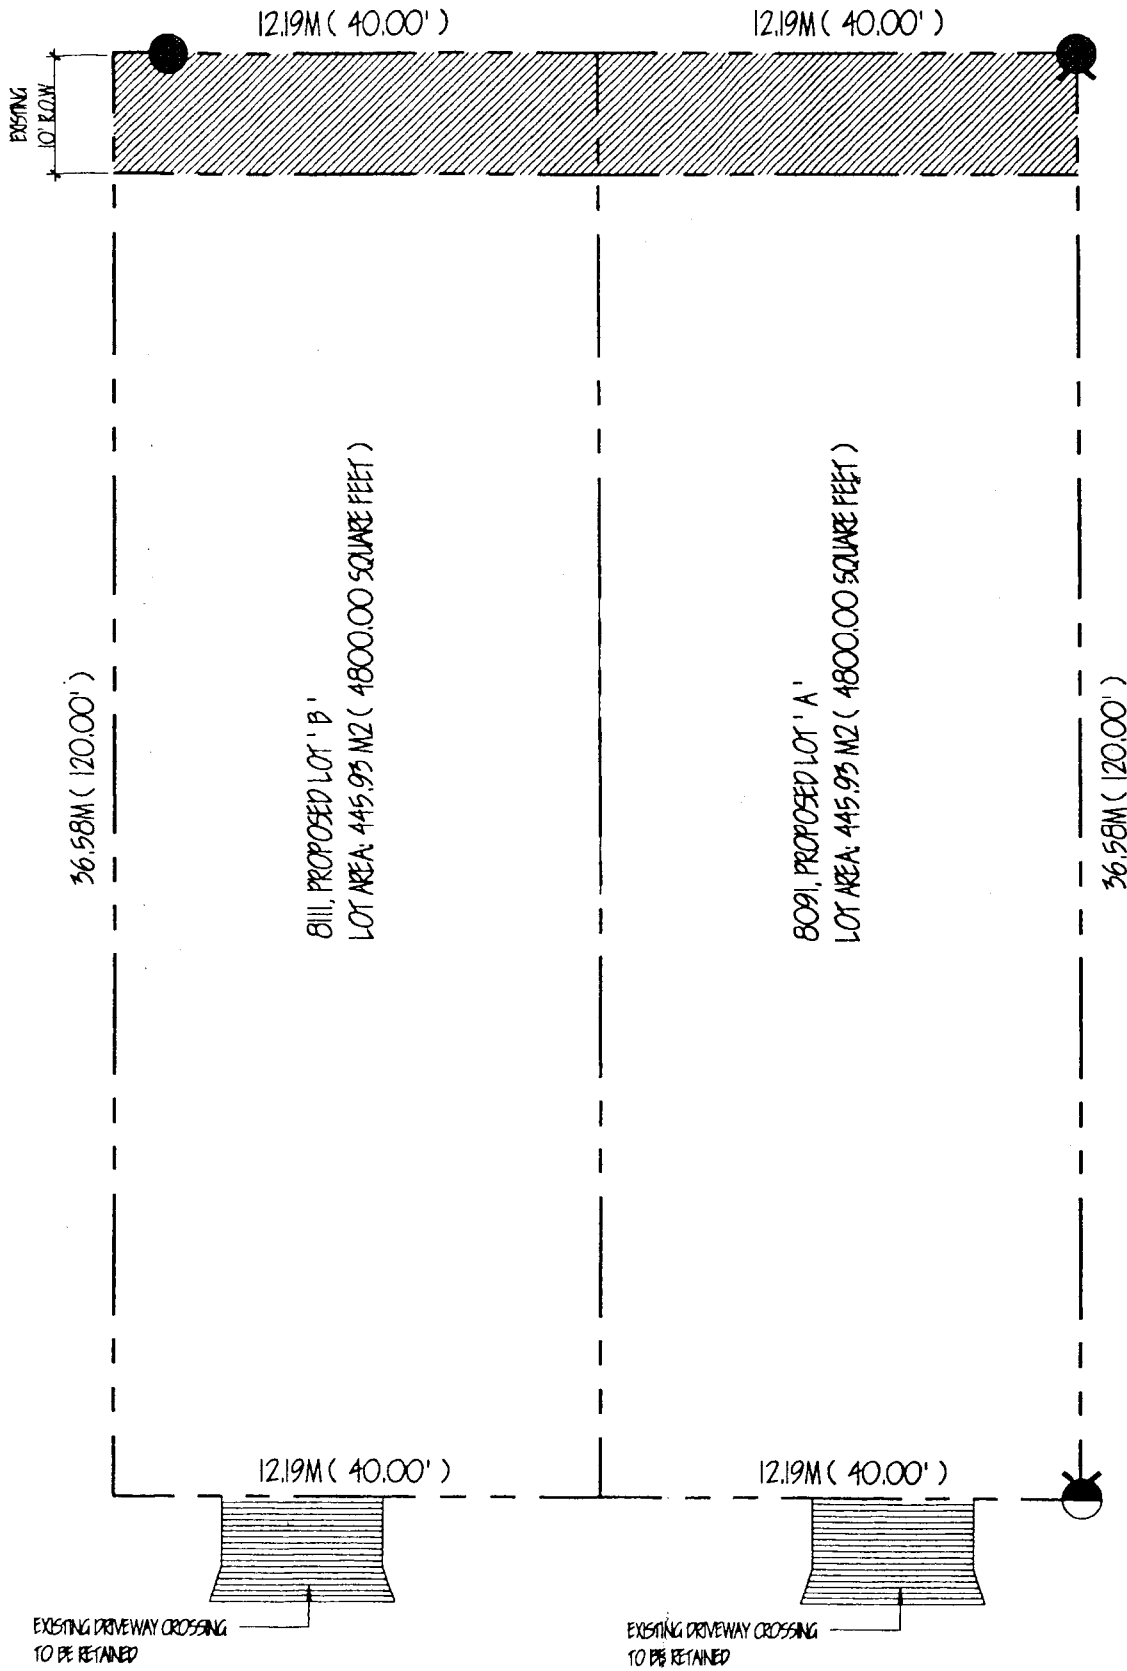 12.19M ( 40.00' )
12.19M ( 40.00' )
EXISTING
10' R.O.W
36.58M ( 120.00' )
8111, PROPOSED LOT ' B '
LOT AREA: 445.93 M2 ( 4800.00 SQUARE FEET )
8091, PROPOSED LOT ' A '
LOT AREA: 445.93 M2 ( 4800.00 SQUARE FEET )
36.58M ( 120.00' )
12.19M ( 40.00' )
12.19M ( 40.00' )
EXISTING DRIVEWAY CROSSING
TO BE RETAINED
EXISTING DRIVEWAY CROSSING
TO BE RETAINED